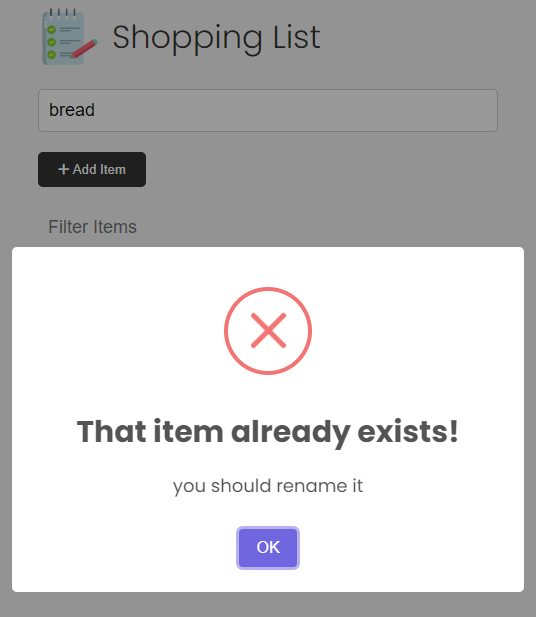 Shopping List
bread
+ Add Item
Filter Items
That item already exists!
you should rename it
OK